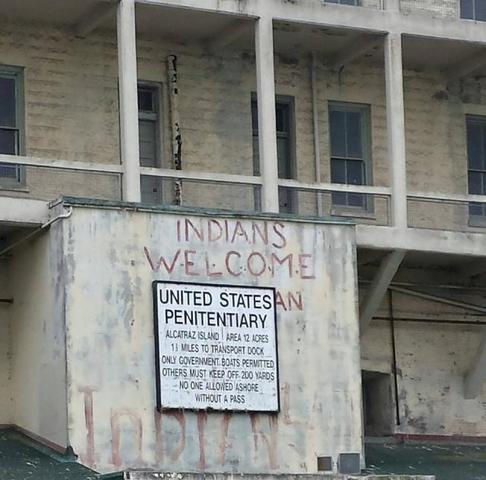 INDIANS
WELCOME
UNITED STATES
PENITENTIARY
ALCATRAZ ISLAND AREA 12 ACRES
1½ MILES TO TRANSPORT DOCK
ONLY GOVERNMENT BOATS PERMITTED
OTHERS MUST KEEP OFF 200 YARDS
NO ONE ALLOWED ASHORE
WITHOUT A PASS